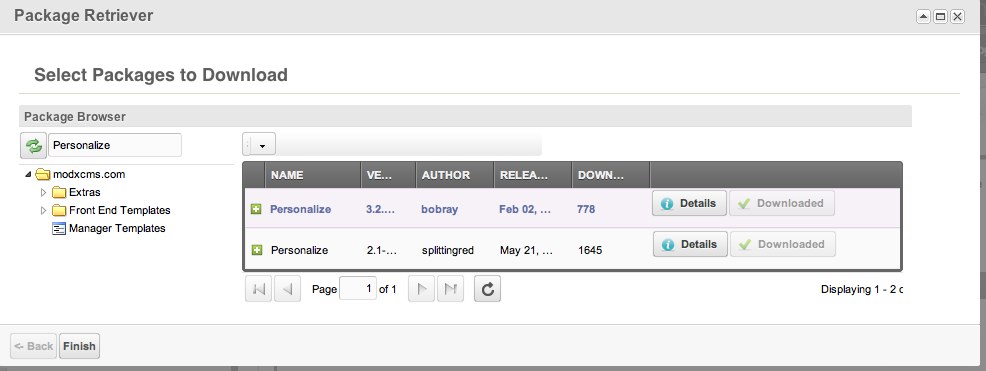 Package Retriever
Select Packages to Download
Package Browser
Personalize
modxcms.com
Extras
Front End Templates
Manager Templates
NAME VE... AUTHOR RELEA... DOWN...
Personalize 3.2.... bobray Feb 02, ... 778 Details Downloaded
Personalize 2.1-... splittingred May 21, ... 1645 Details Downloaded
Page 1 of 1
Displaying 1 - 2 o
<- Back Finish